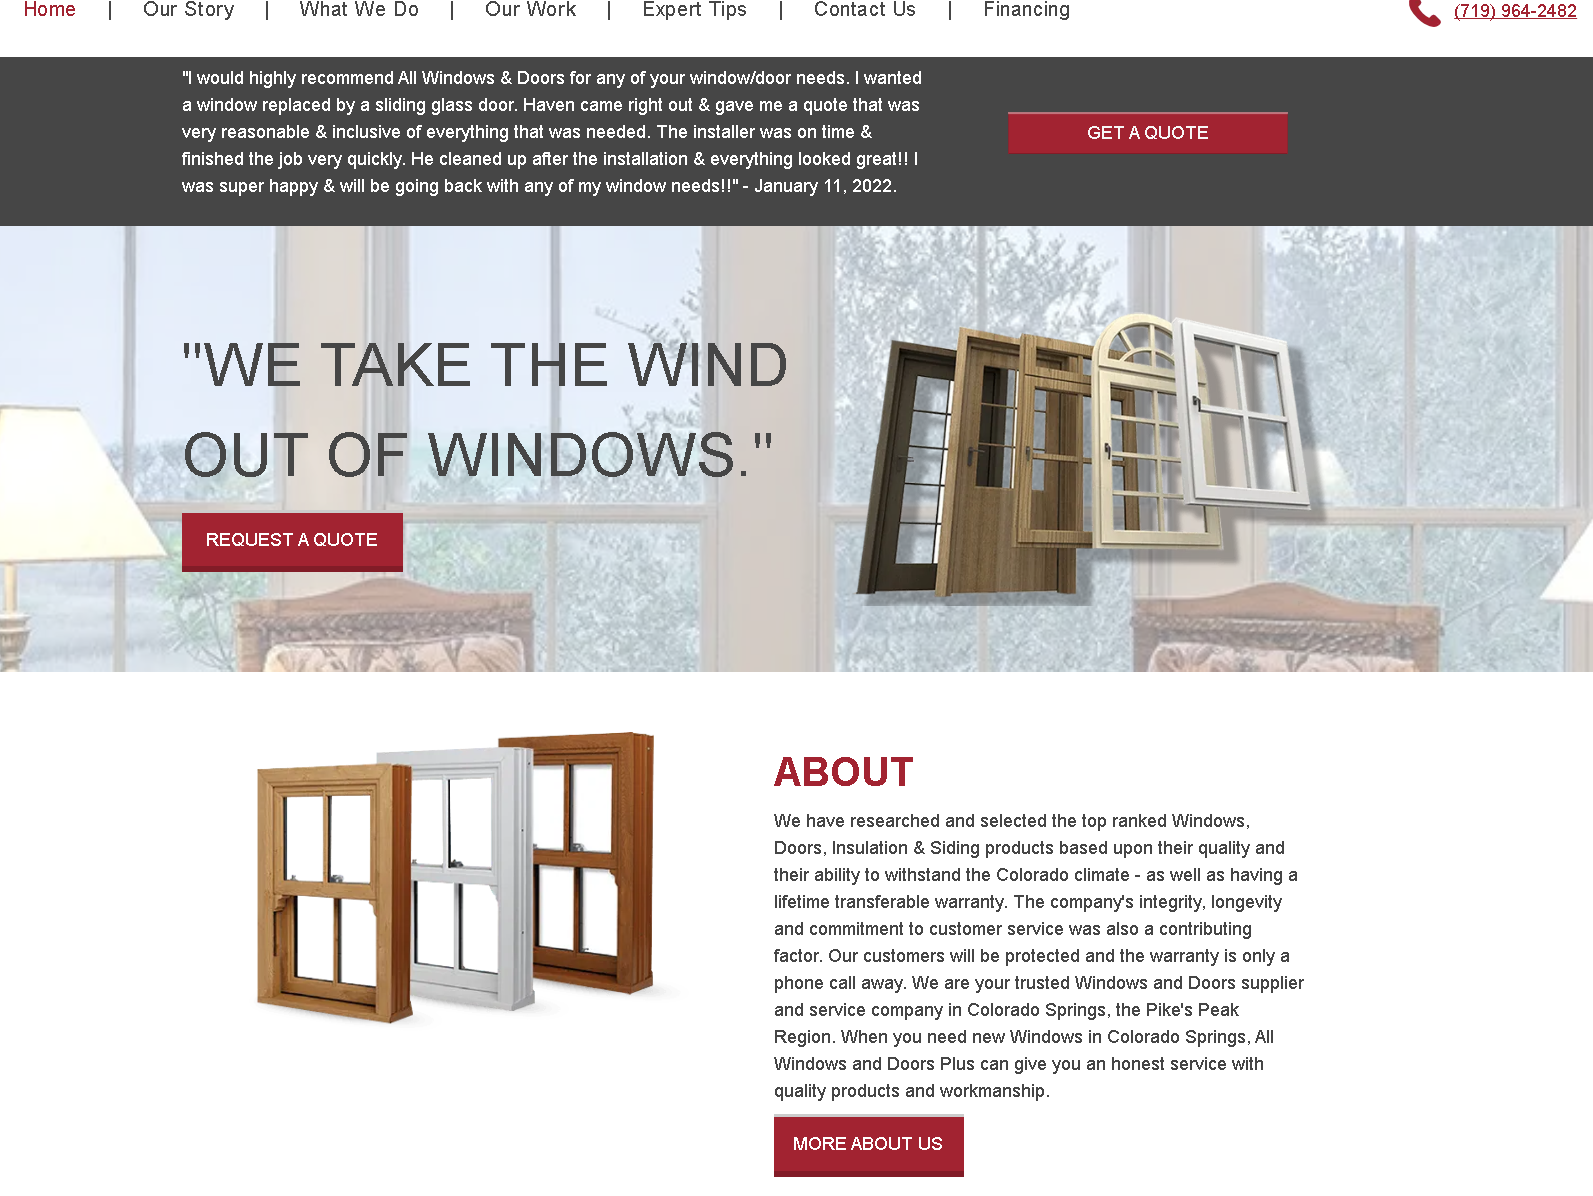 Home | Our Story | What We Do | Our Work | Expert Tips | Contact Us | Financing (719) 964-2482
"I would highly recommend All Windows & Doors for any of your window/door needs. I wanted
a window replaced by a sliding glass door. Haven came right out & gave me a quote that was
very reasonable & inclusive of everything that was needed. The installer was on time &
finished the job very quickly. He cleaned up after the installation & everything looked great!! I
was super happy & will be going back with any of my window needs!!" - January 11, 2022.
GET A QUOTE
"WE TAKE THE WIND
OUT OF WINDOWS."
REQUEST A QUOTE
ABOUT
We have researched and selected the top ranked Windows,
Doors, Insulation & Siding products based upon their quality and
their ability to withstand the Colorado climate - as well as having a
lifetime transferable warranty. The company's integrity, longevity
and commitment to customer service was also a contributing
factor. Our customers will be protected and the warranty is only a
phone call away. We are your trusted Windows and Doors supplier
and service company in Colorado Springs, the Pike's Peak
Region. When you need new Windows in Colorado Springs, All
Windows and Doors Plus can give you an honest service with
quality products and workmanship.
MORE ABOUT US